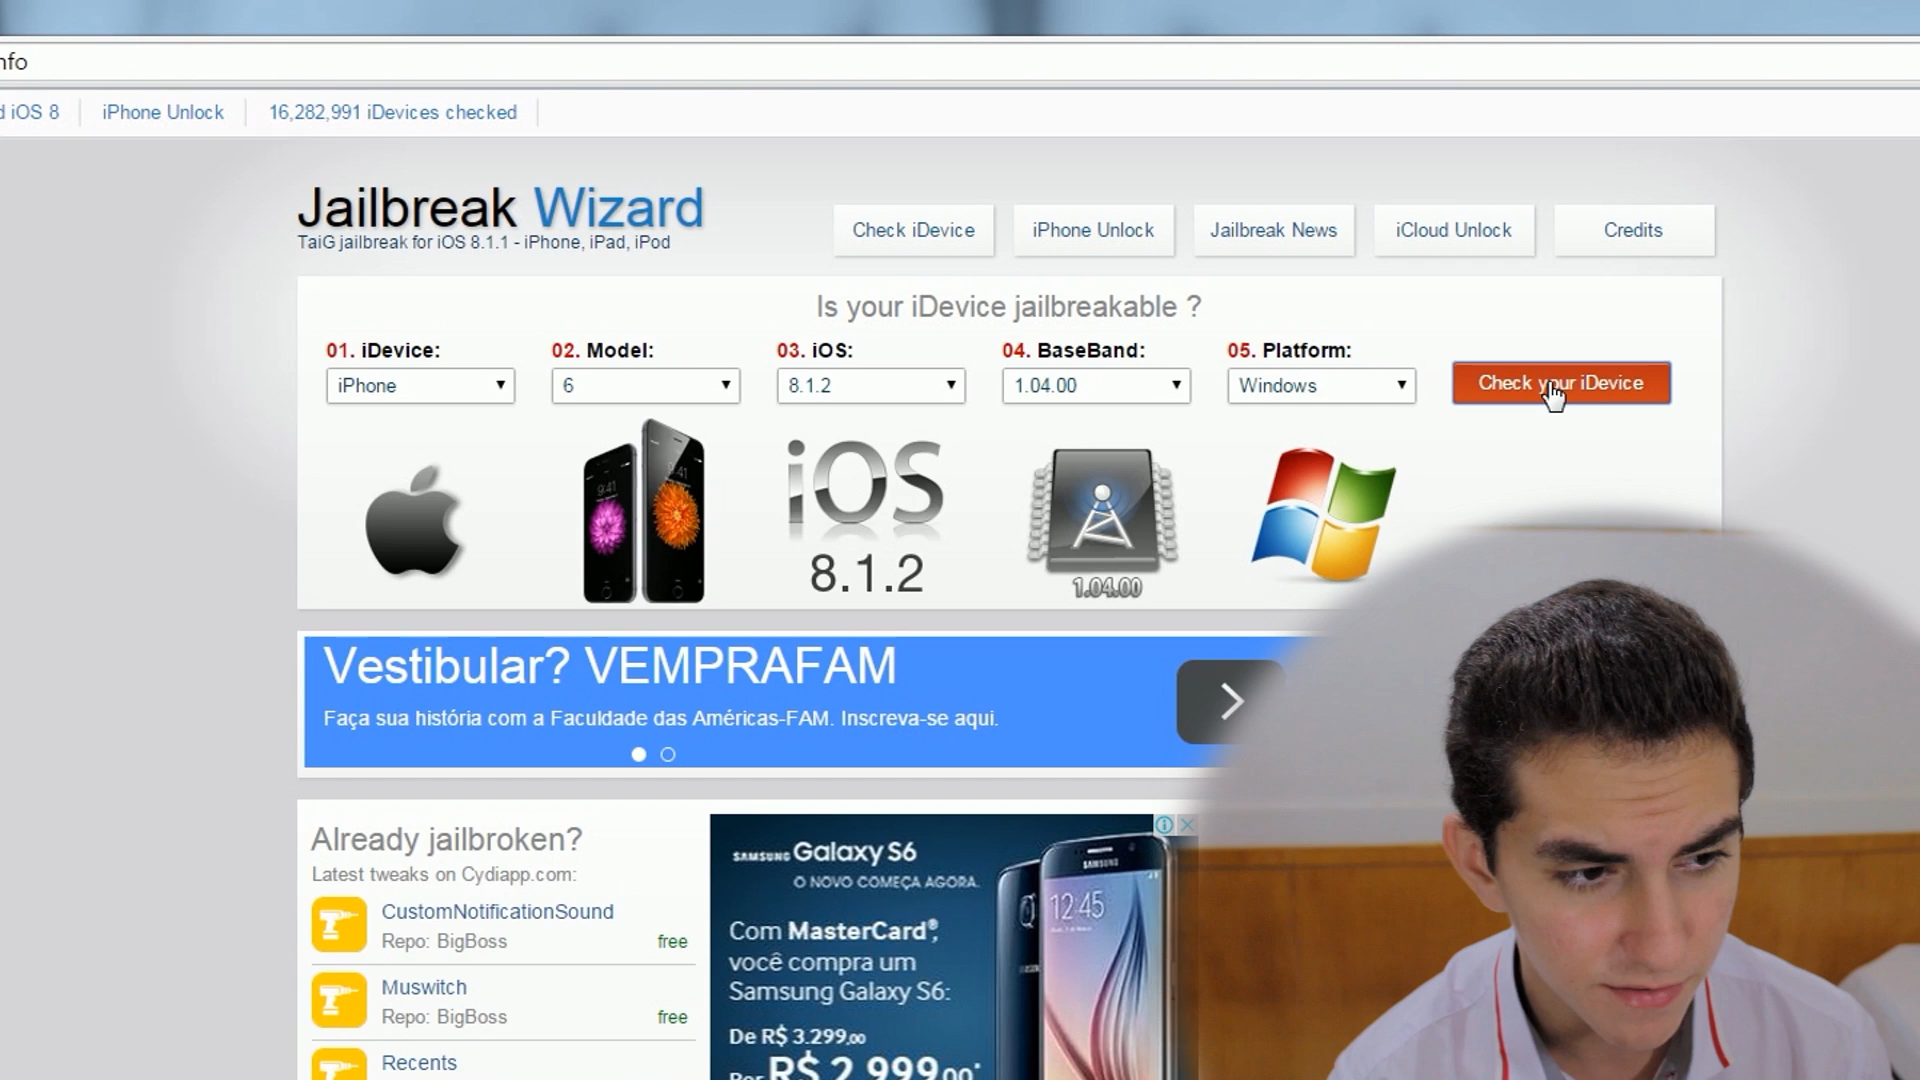 nfo
d iOS 8
iPhone Unlock
16,282,991 iDevices checked
Jailbreak Wizard
TaiG jailbreak for iOS 8.1.1 - iPhone, iPad, iPod
Check iDevice
iPhone Unlock
Jailbreak News
iCloud Unlock
Credits
Is your iDevice jailbreakable ?
01. iDevice:
02. Model:
03. iOS:
04. BaseBand:
05. Platform:
iPhone
6
8.1.2
1.04.00
Windows
Check your iDevice
9:41
9:41
iOS
8.1.2
1.04.00
Vestibular? VEMPRAFAM
Faça sua história com a Faculdade das Américas-FAM. Inscreva-se aqui.
Already jailbroken?
Latest tweaks on Cydiapp.com:
CustomNotificationSound
Repo: BigBoss
free
Muswitch
Repo: BigBoss
free
Recents
SAMSUNG Galaxy S6
O NOVO COMEÇA AGORA.
Com MasterCard®,
você compra um
Samsung Galaxy S6:
De R$ 3.299,00
Por R$ 2.999,00*
SAMSUNG
12:45